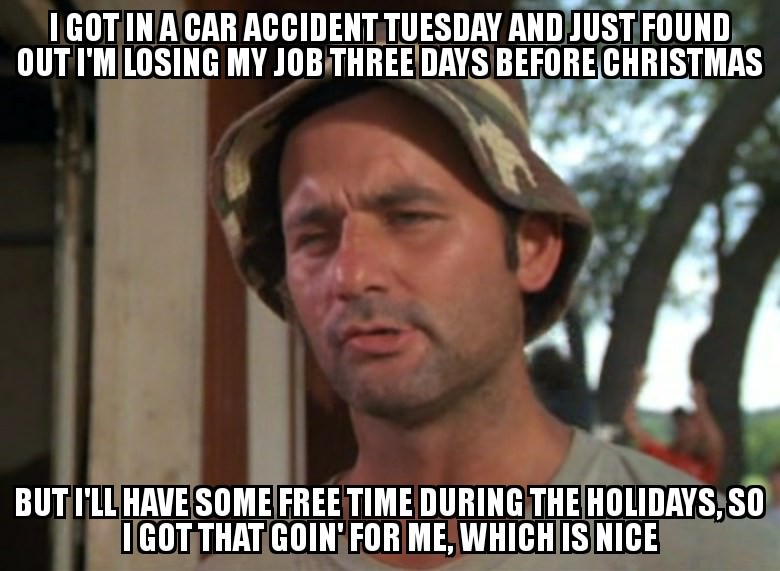 I GOT IN A CAR ACCIDENT TUESDAY AND JUST FOUND
OUT I'M LOSING MY JOB THREE DAYS BEFORE CHRISTMAS
BUT I'LL HAVE SOME FREE TIME DURING THE HOLIDAYS, SO
I GOT THAT GOIN' FOR ME, WHICH IS NICE